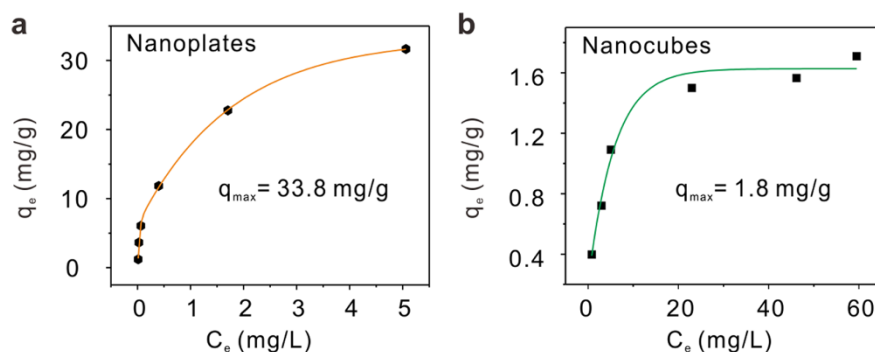 a
Nanoplates
30
20
10
0
qe (mg/g)
qmax= 33.8 mg/g
0 1 2 3 4 5
Ce (mg/L)
b
Nanocubes
1.6
1.2
0.8
0.4
qe (mg/g)
qmax= 1.8 mg/g
0 20 40 60
Ce (mg/L)